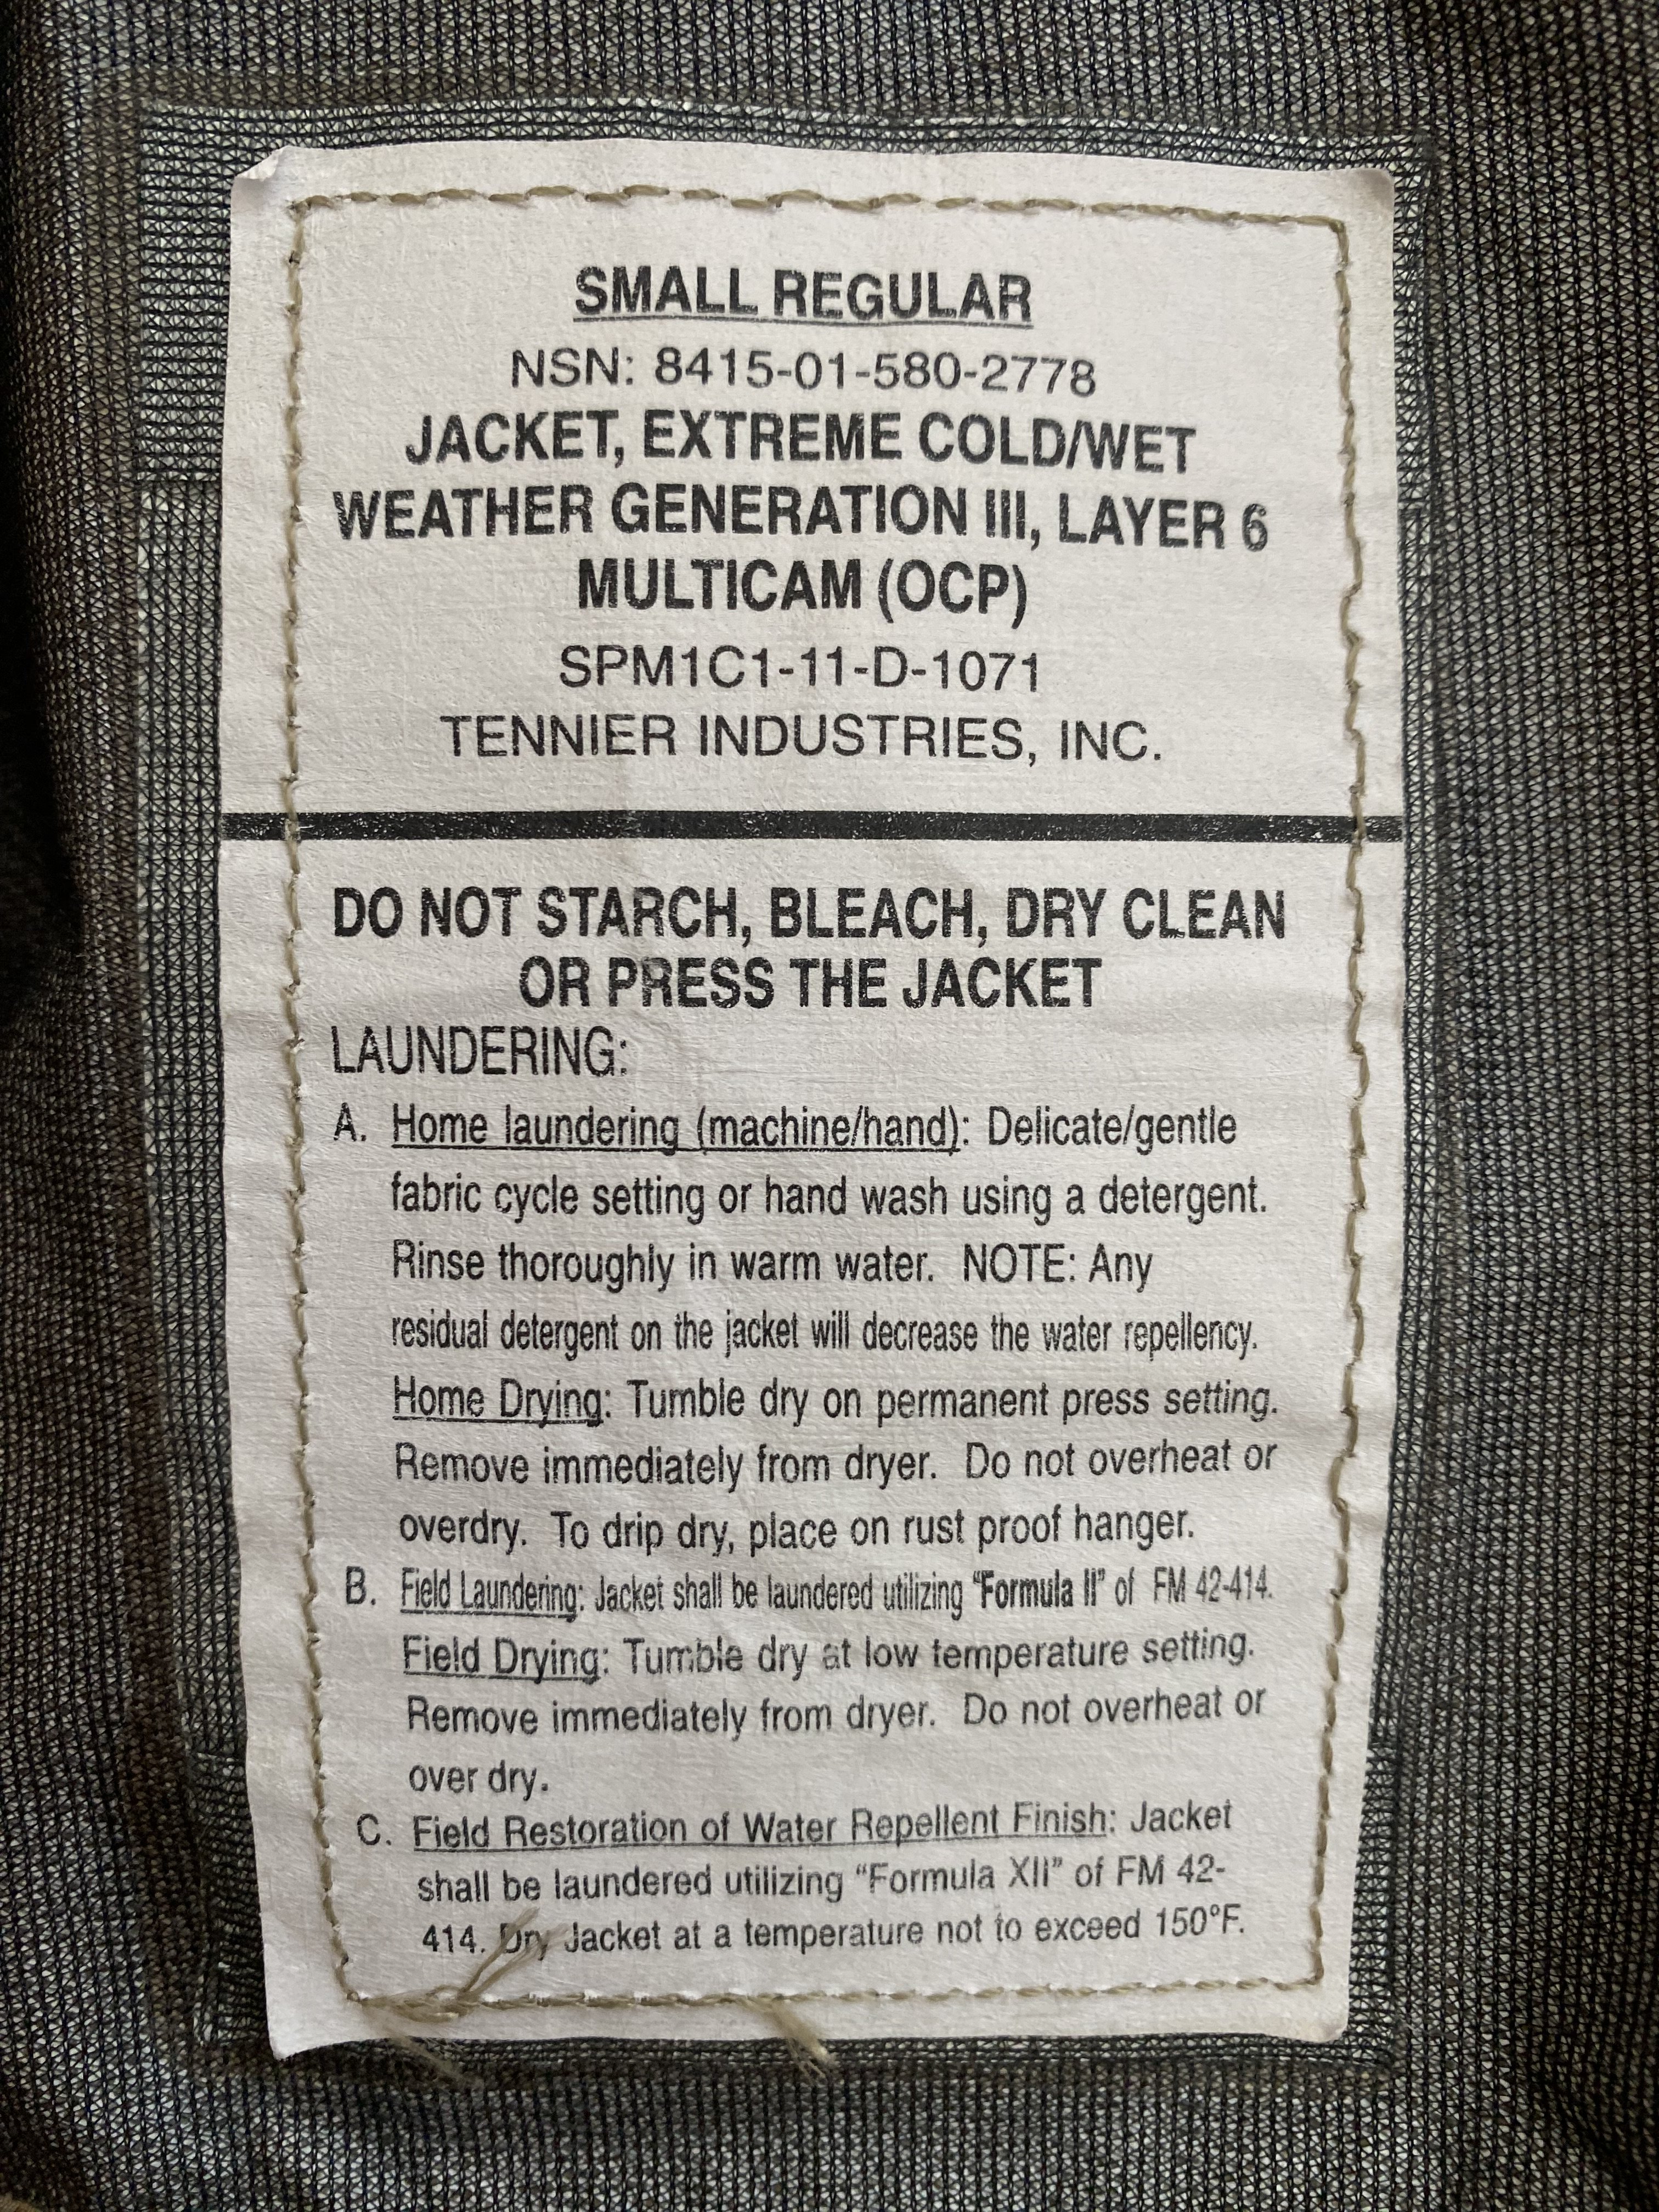 SMALL REGULAR
NSN: 8415-01-580-2778
JACKET, EXTREME COLD/WET
WEATHER GENERATION III, LAYER 6
MULTICAM (OCP)
SPM1C1-11-D-1071
TENNIER INDUSTRIES, INC.
DO NOT STARCH, BLEACH, DRY CLEAN
OR PRESS THE JACKET
LAUNDERING:
A. Home laundering (machine/hand): Delicate/gentle
fabric cycle setting or hand wash using a detergent.
Rinse thoroughly in warm water. NOTE: Any
residual detergent on the jacket will decrease the water repellency.
Home Drying: Tumble dry on permanent press setting.
Remove immediately from dryer. Do not overheat or
overdry. To drip dry, place on rust proof hanger.
B. Field Laundering: Jacket shall be laundered utilizing "Formula II" of FM 42-414.
Field Drying: Tumble dry at low temperature setting.
Remove immediately from dryer. Do not overheat or
over dry.
C. Field Restoration of Water Repellent Finish: Jacket
shall be laundered utilizing "Formula XII" of FM 42-
414. Dry Jacket at a temperature not to exceed 150°F.